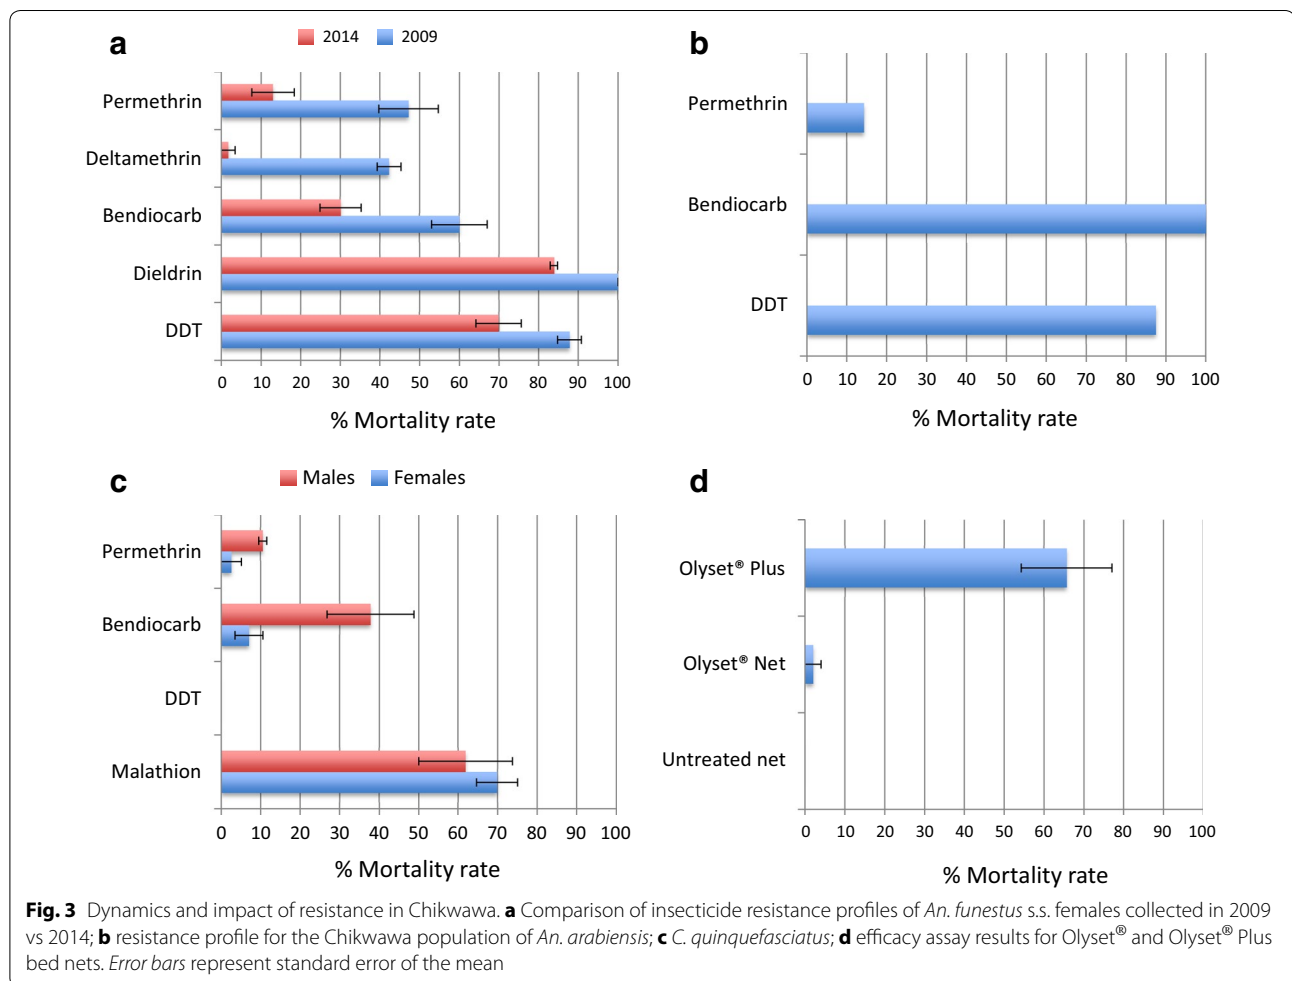 a
2014 2009
Permethrin
Deltamethrin
Bendiocarb
Dieldrin
DDT
0 10 20 30 40 50 60 70 80 90 100
% Mortality rate
b
Permethrin
Bendiocarb
DDT
0 10 20 30 40 50 60 70 80 90 100
% Mortality rate
c
Males Females
Permethrin
Bendiocarb
DDT
Malathion
0 10 20 30 40 50 60 70 80 90 100
% Mortality rate
d
Olyset® Plus
Olyset® Net
Untreated net
0 10 20 30 40 50 60 70 80 90 100
% Mortality rate
Fig. 3 Dynamics and impact of resistance in Chikwawa. a Comparison of insecticide resistance profiles of An. funestus s.s. females collected in 2009
vs 2014; b resistance profile for the Chikwawa population of An. arabiensis; c C. quinquefasciatus; d efficacy assay results for Olyset® and Olyset® Plus
bed nets. Error bars represent standard error of the mean